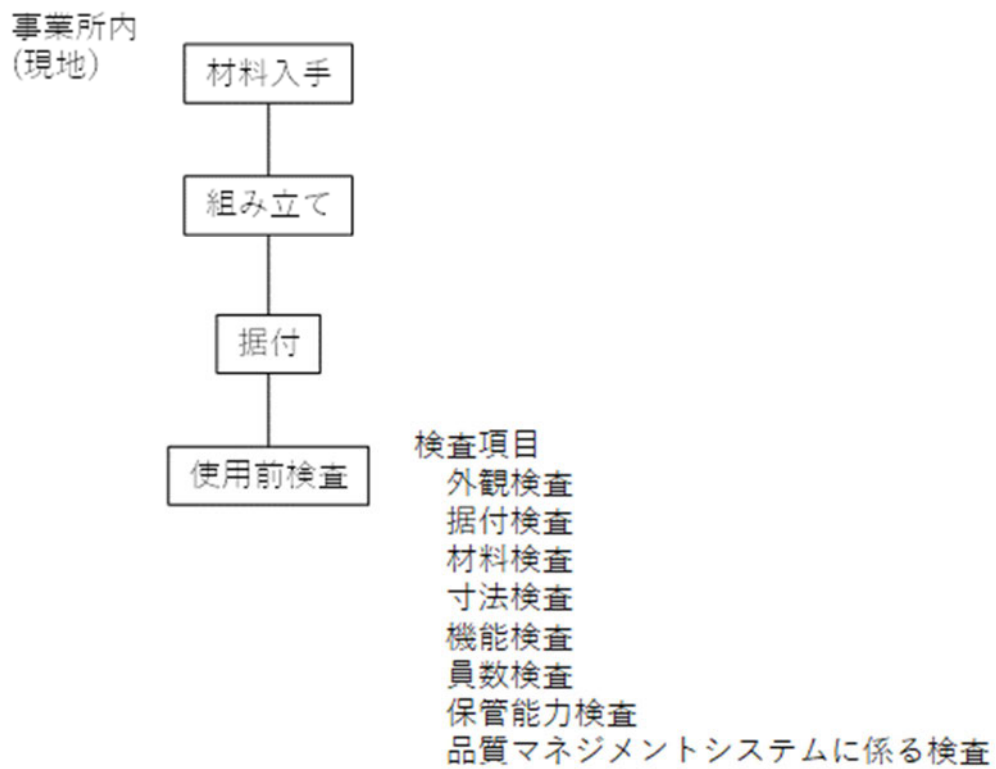 事業所内
(現地)
材料入手
組み立て
据付
使用前検査
検査項目
外観検査
据付検査
材料検査
寸法検査
機能検査
員数検査
保管能力検査
品質マネジメントシステムに係る検査